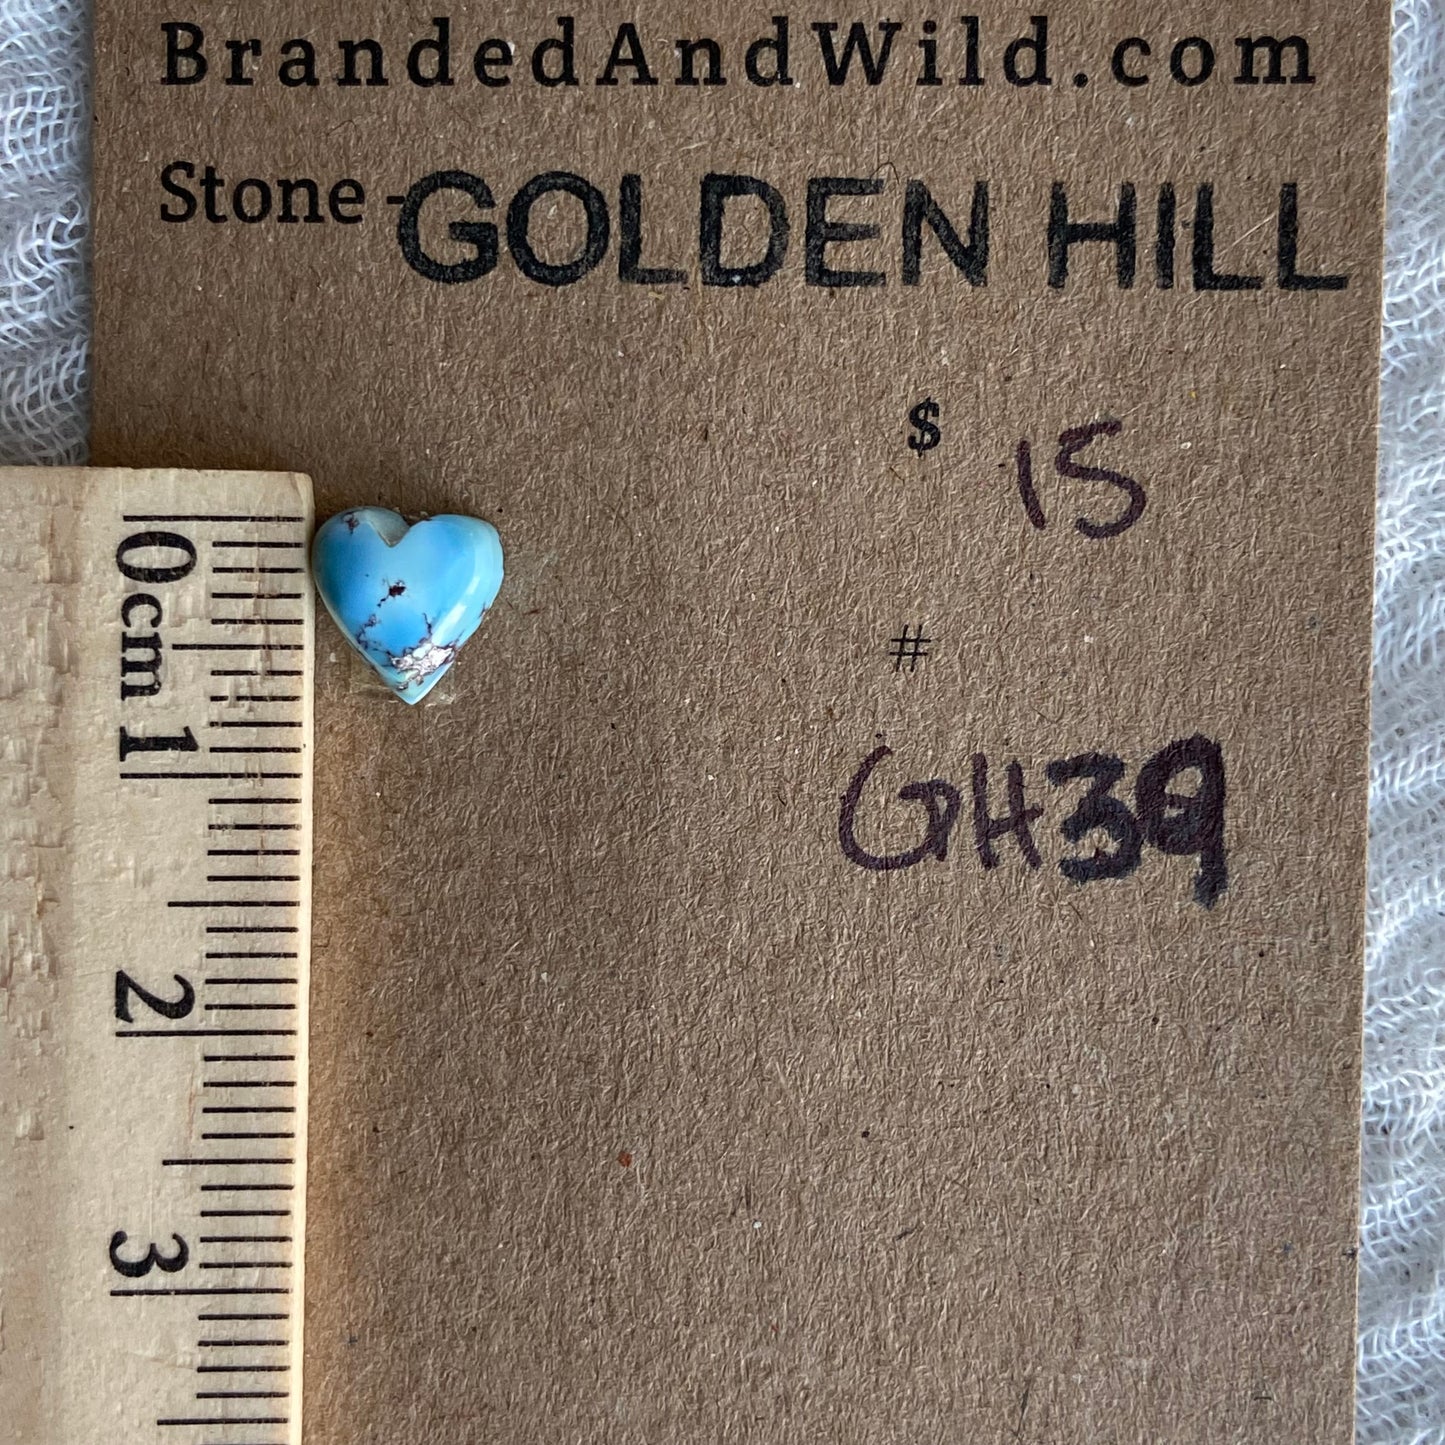 BrandedAndWild.com
Stone - GOLDEN HILL
$ 15
#
GH39
0cm 1 2 3